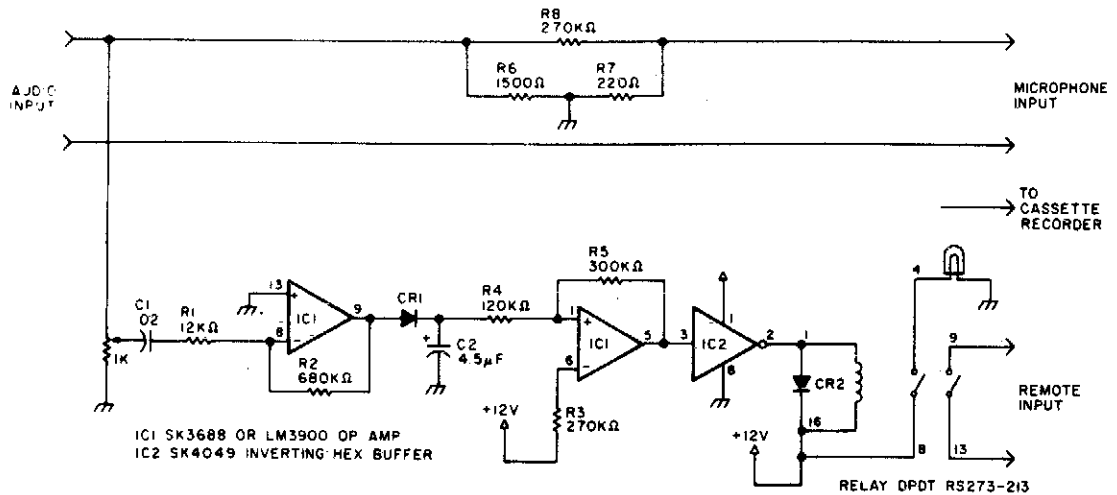 R8
270KΩ
R6
1500Ω
R7
220Ω
AUDIO
INPUT
MICROPHONE
INPUT
TO
CASSETTE
RECORDER
R5
300KΩ
4
13
+
IC1
9
CR1
R4
120KΩ
1
+
IC1
5
3
IC2
1
2
1
9
C1
.02
R1
12KΩ
8
-
1K
R2
680KΩ
+
C2
4.5μF
6
-
8
CR2
+12V
R3
270KΩ
16
+12V
8
13
REMOTE
INPUT
IC1 SK3688 OR LM3900 OP AMP
IC2 SK4049 INVERTING HEX BUFFER
RELAY DPDT RS273-213